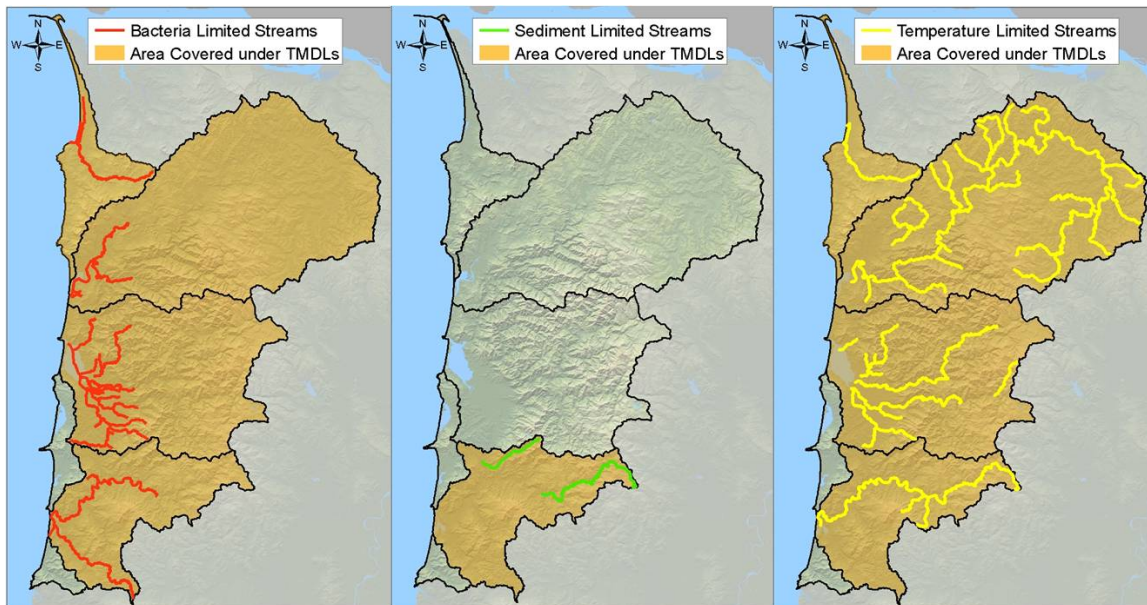 N
W E
S
Bacteria Limited Streams
Area Covered under TMDLs
N
W E
S
Sediment Limited Streams
Area Covered under TMDLs
N
W E
S
Temperature Limited Streams
Area Covered under TMDLs